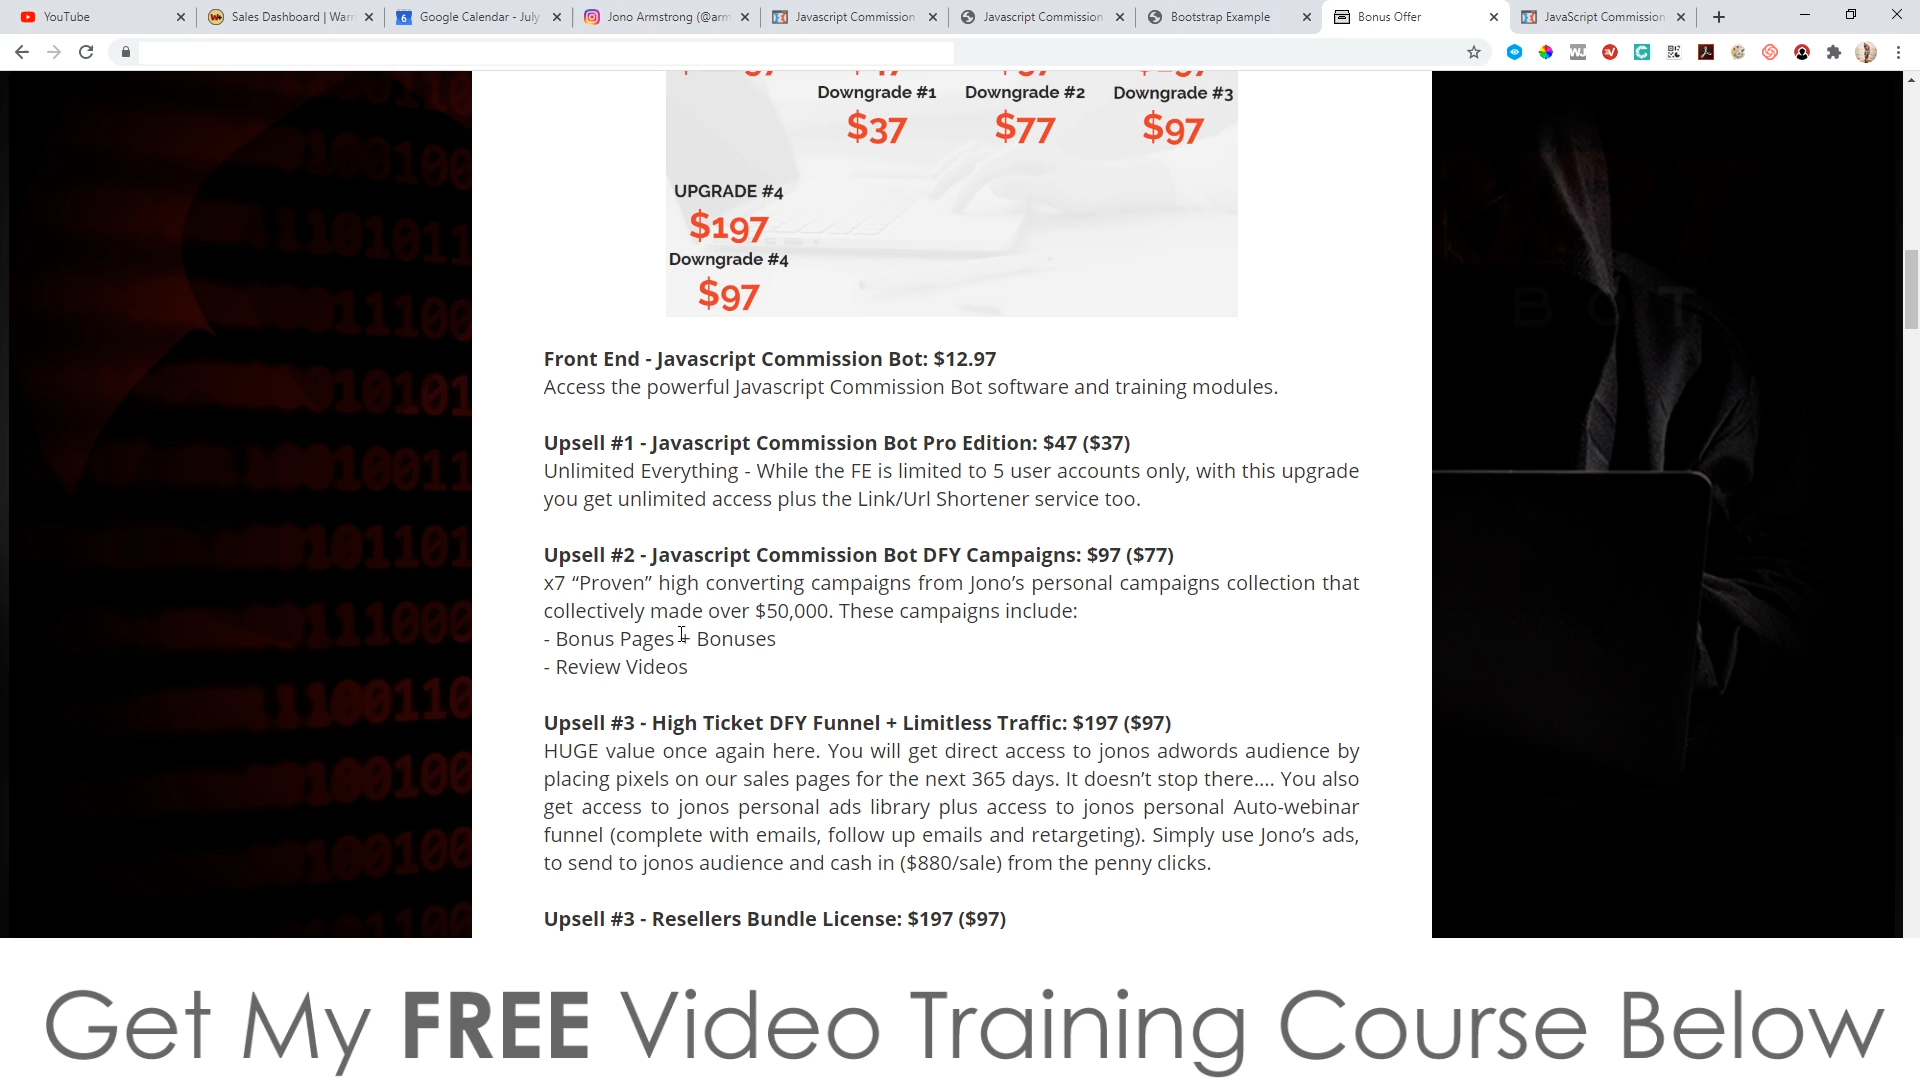 YouTube
Sales Dashboard | War
Google Calendar - July
Jono Armstrong (@arm
Javascript Commission
Javascript Commission
Bootstrap Example
Bonus Offer
JavaScript Commission
Downgrade #1 Downgrade #2 Downgrade #3
$37 $77 $97
UPGRADE #4
$197
Downgrade #4
$97
BOT
Front End - Javascript Commission Bot: $12.97
Access the powerful Javascript Commission Bot software and training modules.
Upsell #1 - Javascript Commission Bot Pro Edition: $47 ($37)
Unlimited Everything - While the FE is limited to 5 user accounts only, with this upgrade
you get unlimited access plus the Link/Url Shortener service too.
Upsell #2 - Javascript Commission Bot DFY Campaigns: $97 ($77)
x7 “Proven” high converting campaigns from Jono’s personal campaigns collection that
collectively made over $50,000. These campaigns include:
- Bonus Pages + Bonuses
- Review Videos
Upsell #3 - High Ticket DFY Funnel + Limitless Traffic: $197 ($97)
HUGE value once again here. You will get direct access to jonos adwords audience by
placing pixels on our sales pages for the next 365 days. It doesn’t stop there.... You also
get access to jonos personal ads library plus access to jonos personal Auto-webinar
funnel (complete with emails, follow up emails and retargeting). Simply use Jono’s ads,
to send to jonos audience and cash in ($880/sale) from the penny clicks.
Upsell #3 - Resellers Bundle License: $197 ($97)
Get My FREE Video Training Course Below